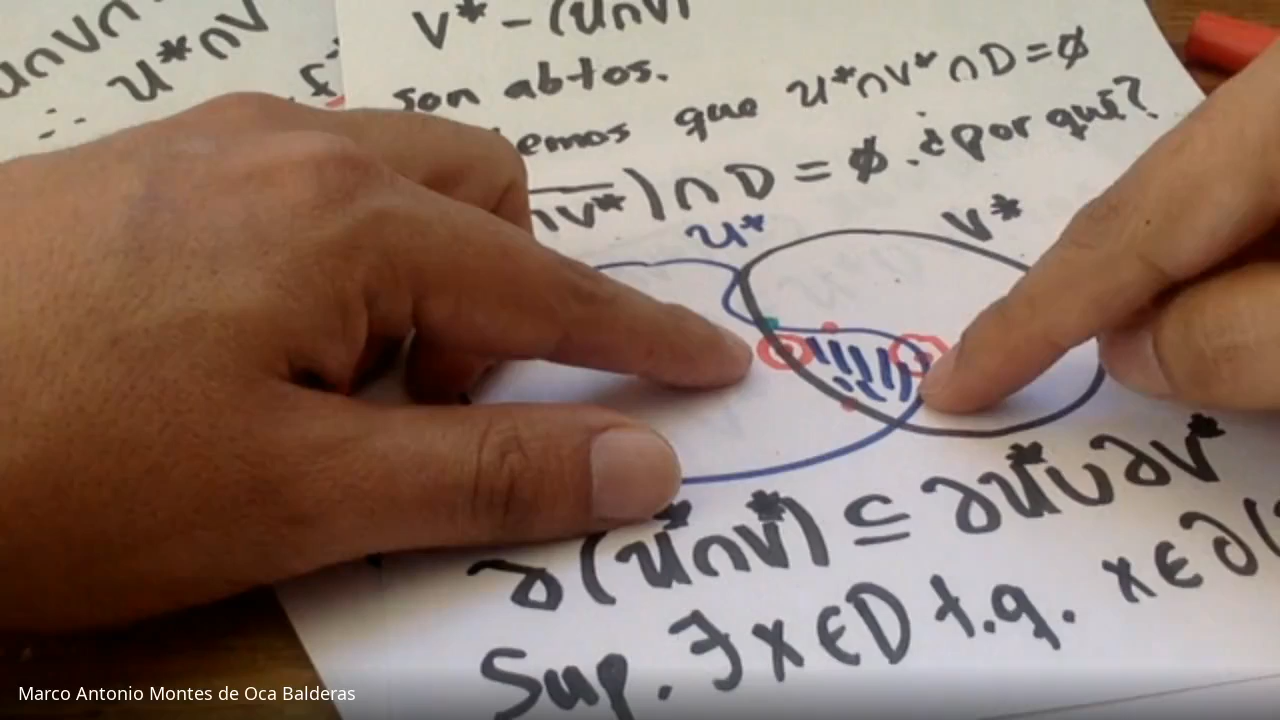 U∩V∩
∴ U*∩V
V* - (U∩V)
son abtos.
emos que U*∩V*∩D=∅
∩V*)∩D = ∅. ¿por qué?
U*
V*
∂(U*∩V*) ⊆ ∂U*∪∂V*
Sup. ∃x∈D t.q. x∈∂(
Marco Antonio Montes de Oca Balderas